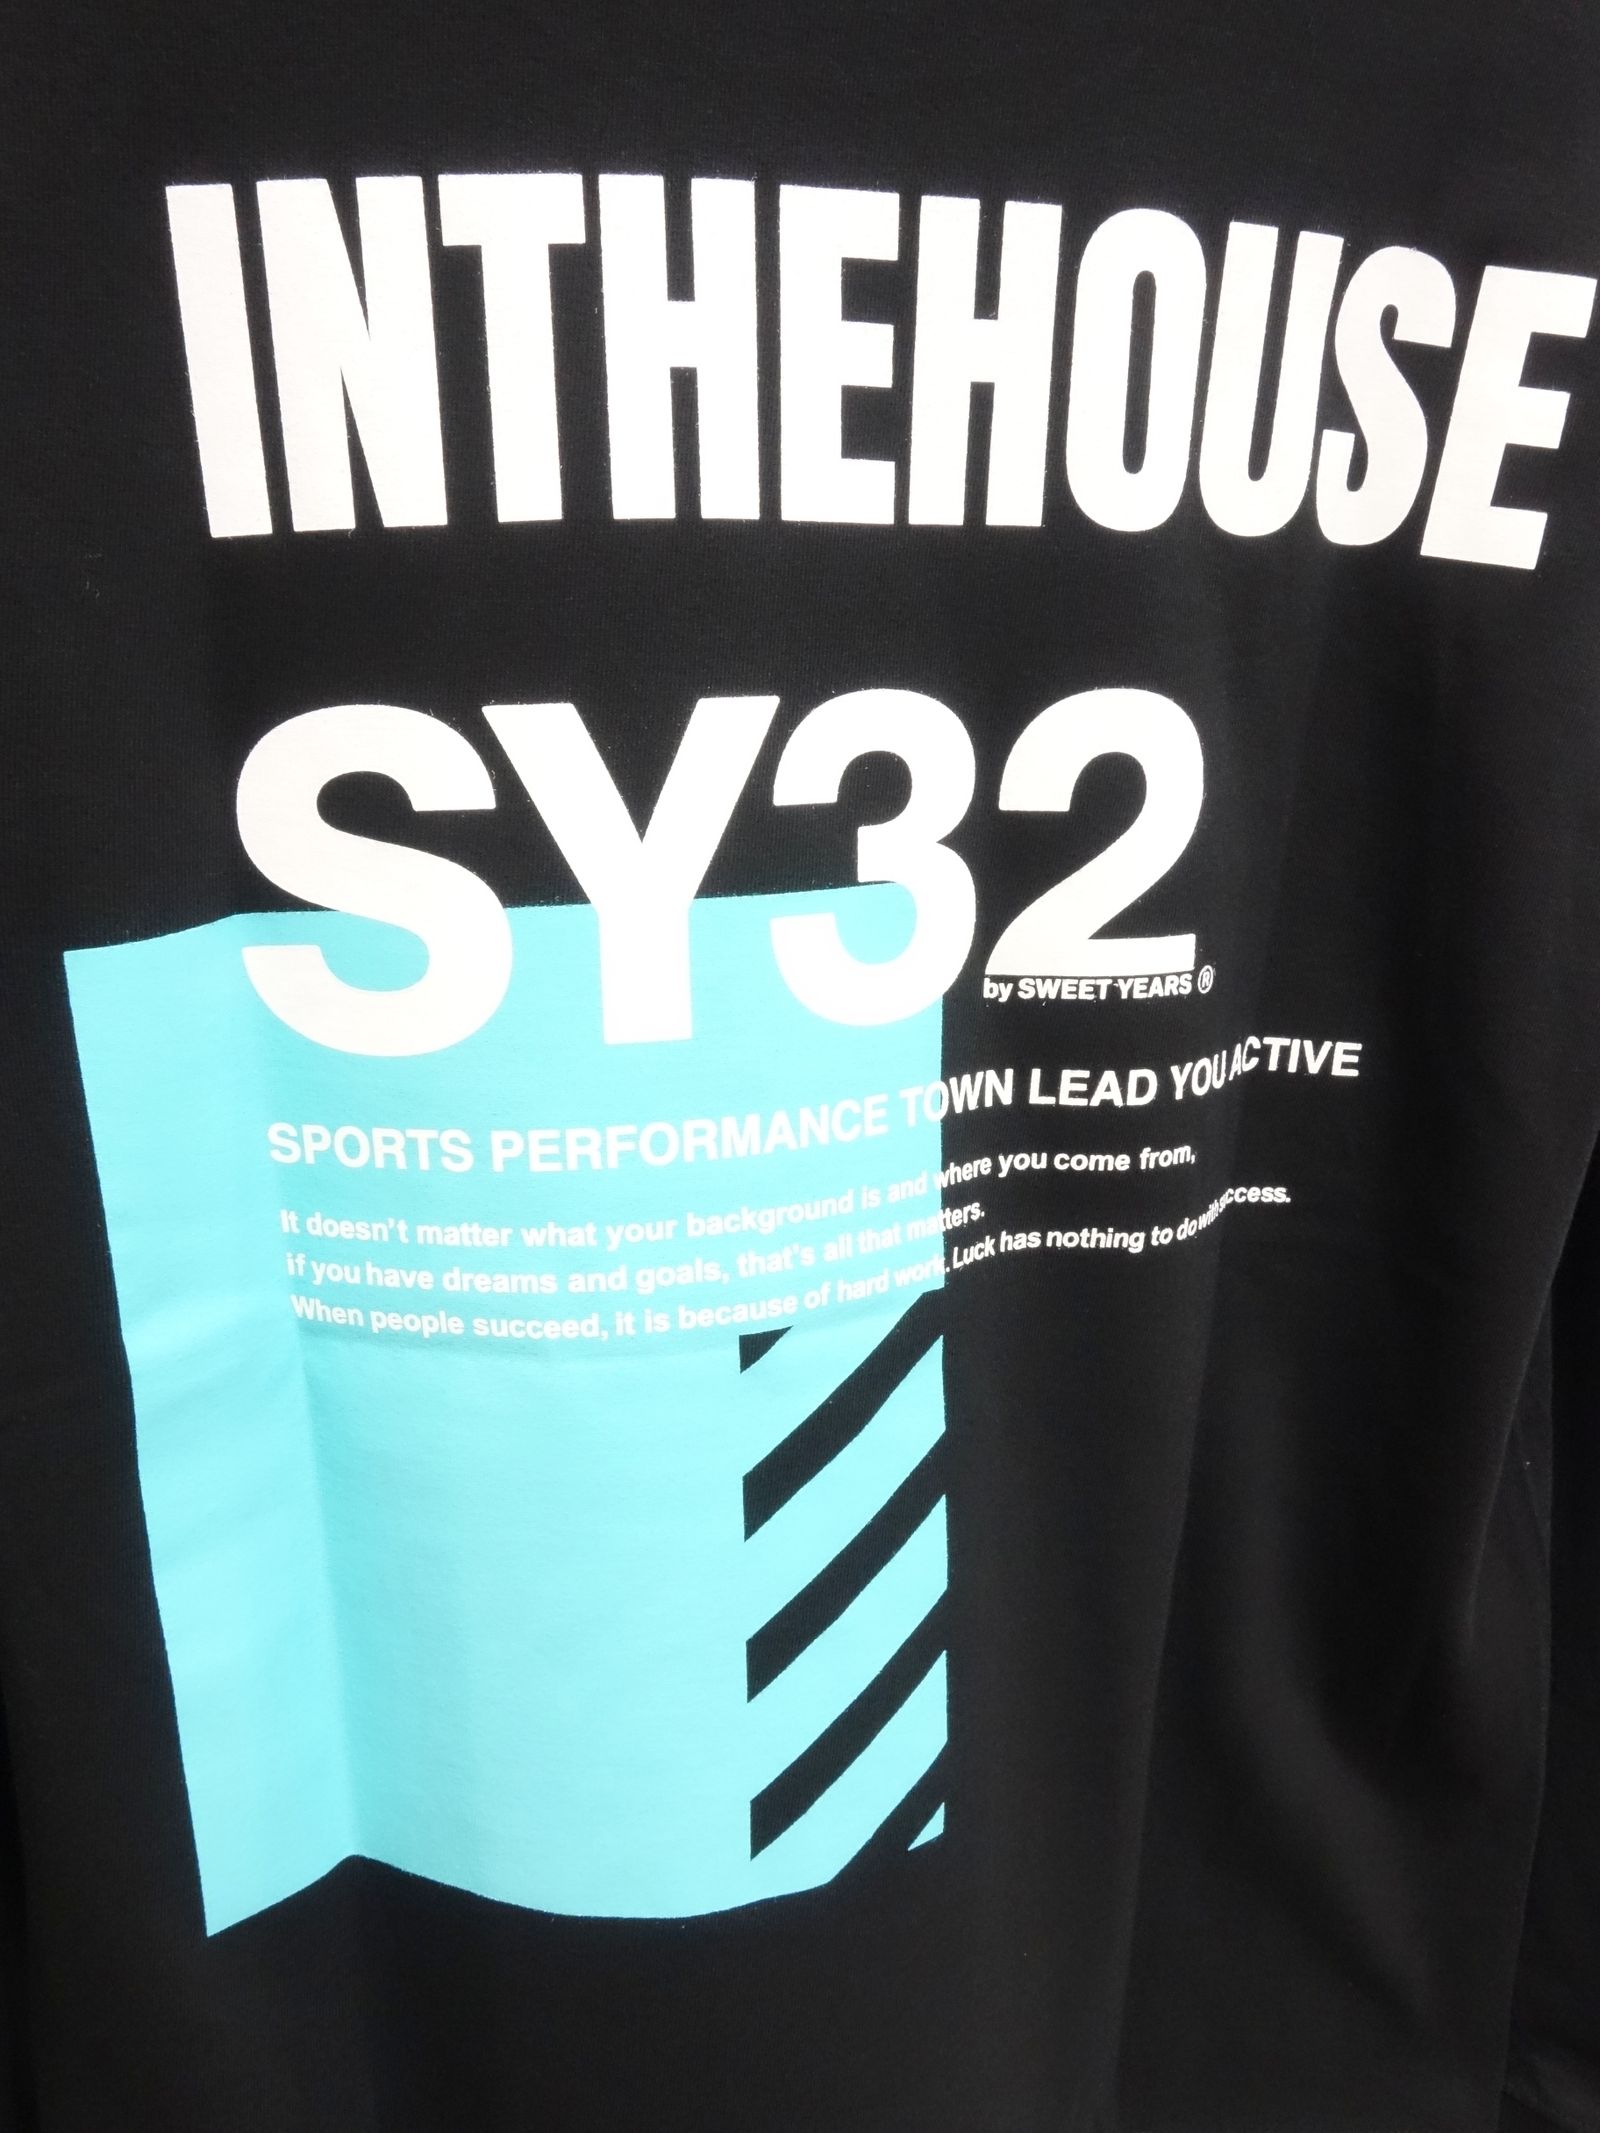 INTHEHOUSE
SY32
by SWEET YEARS ®
SPORTS PERFORMANCE TOWN LEAD YOU ACTIVE
It doesn't matter what your background is and where you come from,
if you have dreams and goals, that's all that matters.
When people succeed, it is because of hard work. Luck has nothing to do with success.